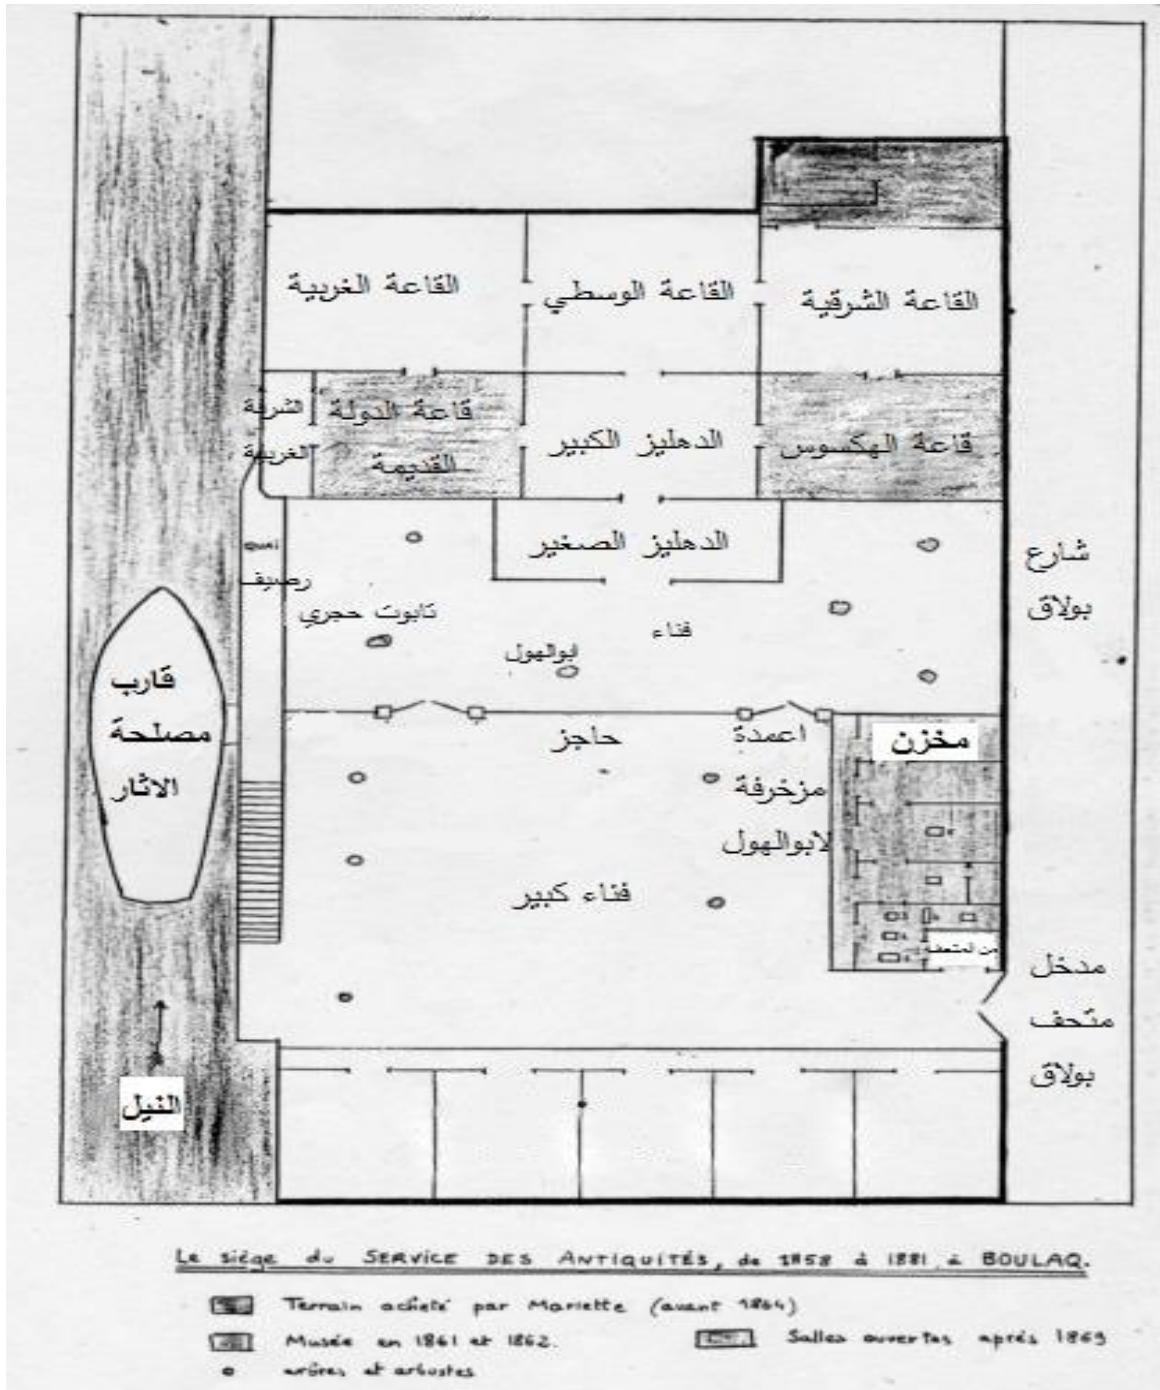 القاعة الغربية
القاعة الوسطي
القاعة الشرقية
الشرفة
الغربية
قاعة الدولة
القديمة
الدهليز الكبير
قاعة الهكسوس
الدهليز الصغير
رصيف
تابوت حجري
ابوالهول
فناء
شارع
بولاق
قارب
مصلحة
الاثار
حاجز
اعمدة
مزخرفة
لابوالهول
مخزن
فناء كبير
من المتحف
مدخل
متحف
بولاق
النيل
Le siège du SERVICE DES ANTIQUITÉS, de 1858 à 1881, à BOULAQ.
Terrain acheté par Mariette (avant 1864)
Musée en 1861 et 1862.
Salles ouvertes après 1869
arbres et arbustes